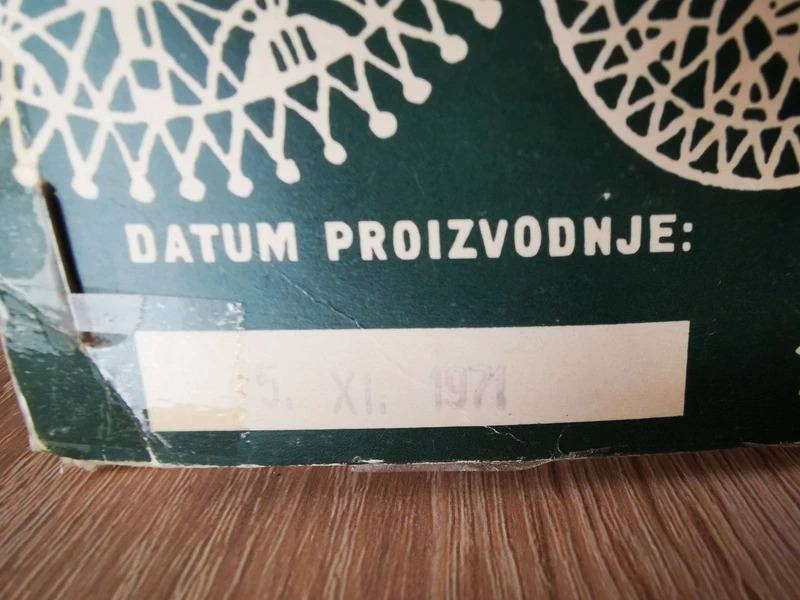 DATUM PROIZVODNJE:
5. XI. 1971